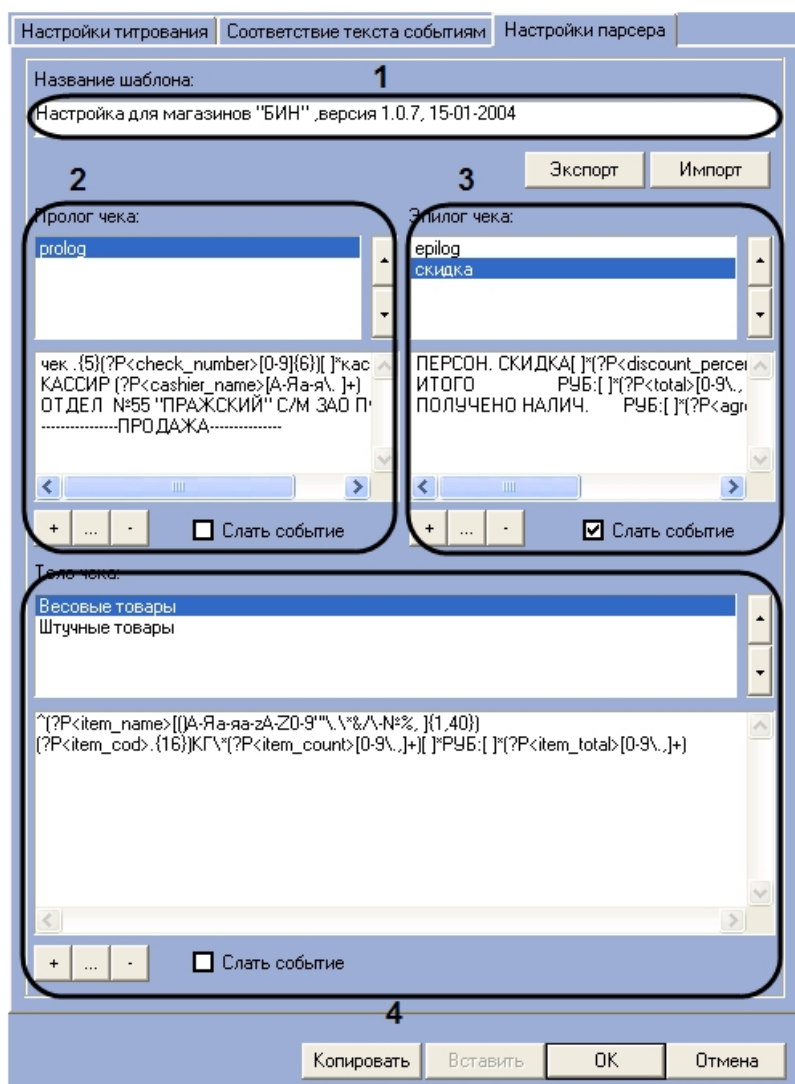 Настройки титрования Соответствие текста событиям Настройки парсера
Название шаблона:
1
Настройка для магазинов "БИН" ,версия 1.0.7, 15-01-2004
Экспорт Импорт
2
3
Пролог чека:
Эпилог чека:
prolog
epilog
скидка
чек .{5}(?P<check_number>[0-9]{6})[ ]*кас
КАССИР (?P<cashier_name>[А-Яа-я\. ]+)
ОТДЕЛ №55 "ПРАЖСКИЙ" С/М ЗАО П
---------------ПРОДАЖА---------------
ПЕРСОН. СКИДКА[ ]*(?P<discount_percer
ИТОГО РУБ:[ ]*(?P<total>[0-9\.,
ПОЛУЧЕНО НАЛИЧ. РУБ:[ ]*(?P<agr
+ ... - Слать событие
+ ... - Слать событие
Тело чека:
Весовые товары
Штучные товары
^(?P<item_name>[()А-Яа-яa-zA-Z0-9'"\.\*&/\-№%, ]{1,40})
(?P<item_cod>.{16})КГ\*(?P<item_count>[0-9\.,]+)[ ]*РУБ:[ ]*(?P<item_total>[0-9\.,]+)
+ ... - Слать событие
4
Копировать Вставить OK Отмена